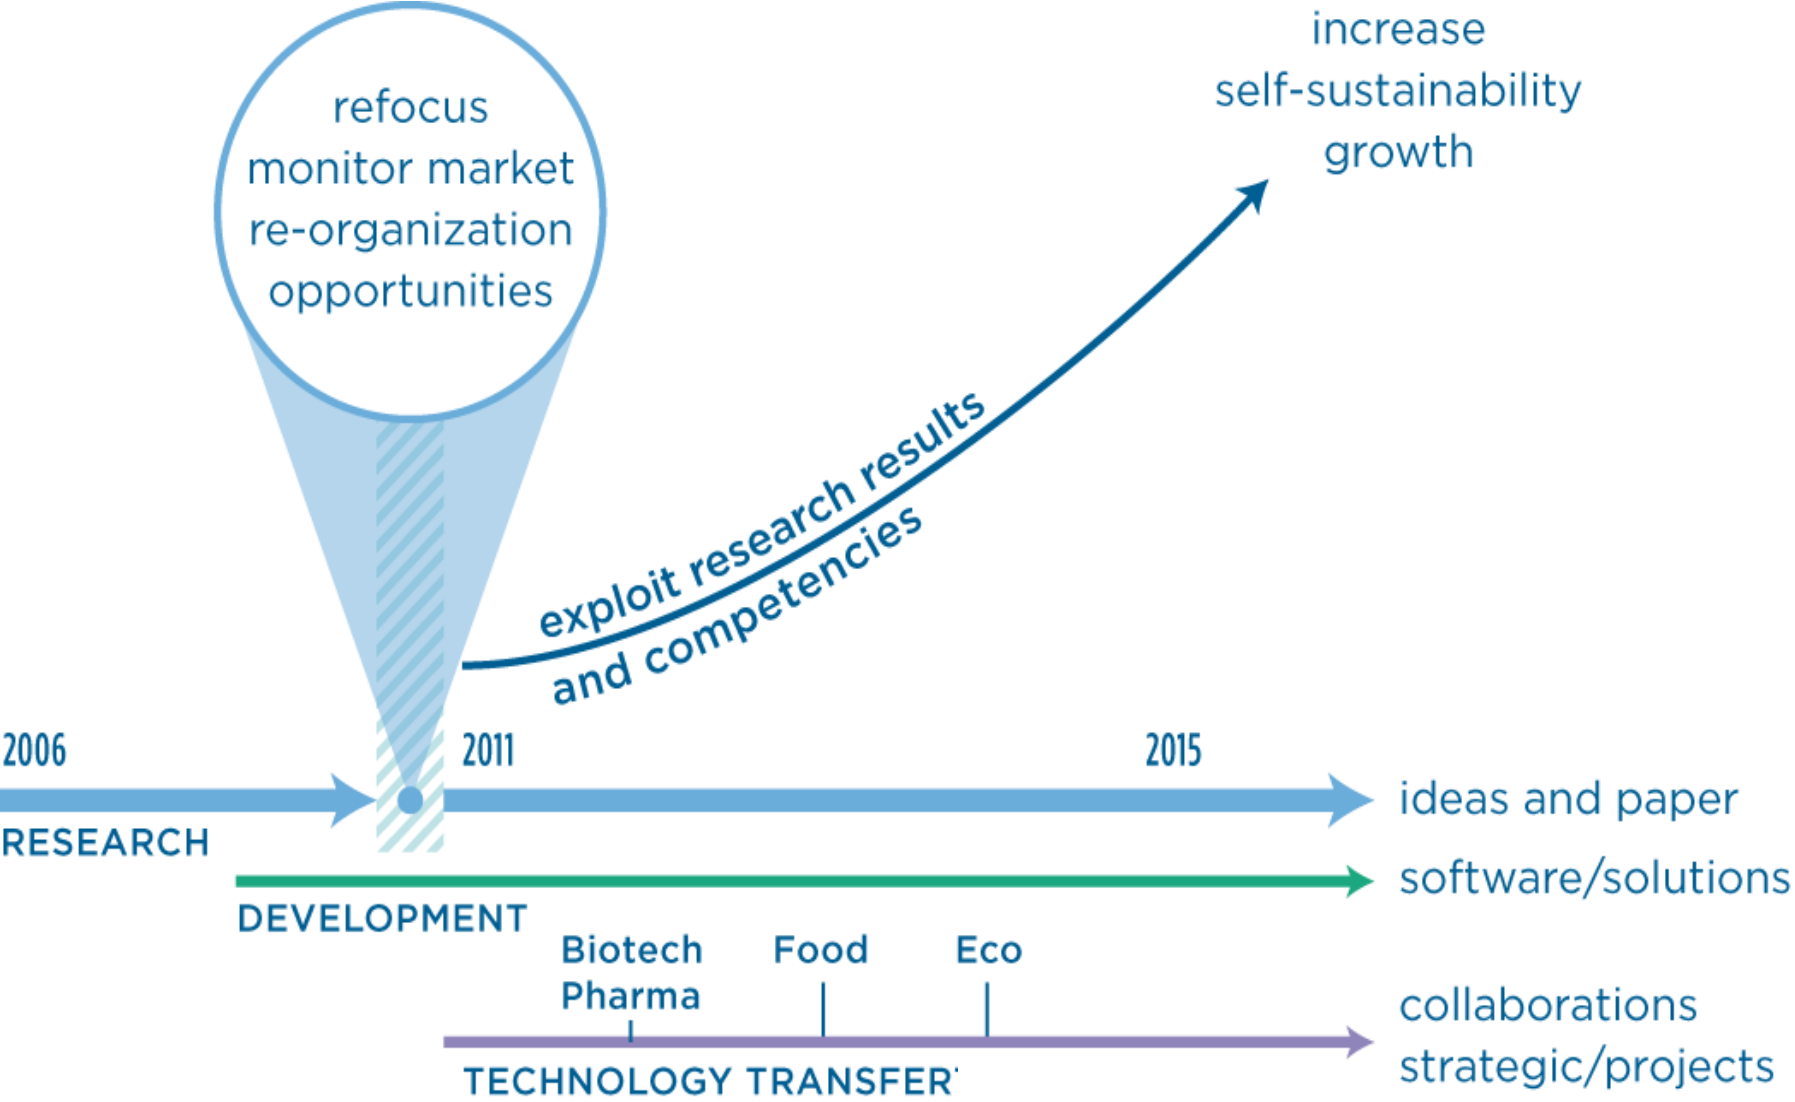 refocus
monitor market
re-organization
opportunities
increase
self-sustainability
growth
exploit research results
and competencies
2006
2011
2015
ideas and paper
RESEARCH
software/solutions
DEVELOPMENT
Biotech
Pharma
Food
Eco
collaborations
strategic/projects
TECHNOLOGY TRANSFER